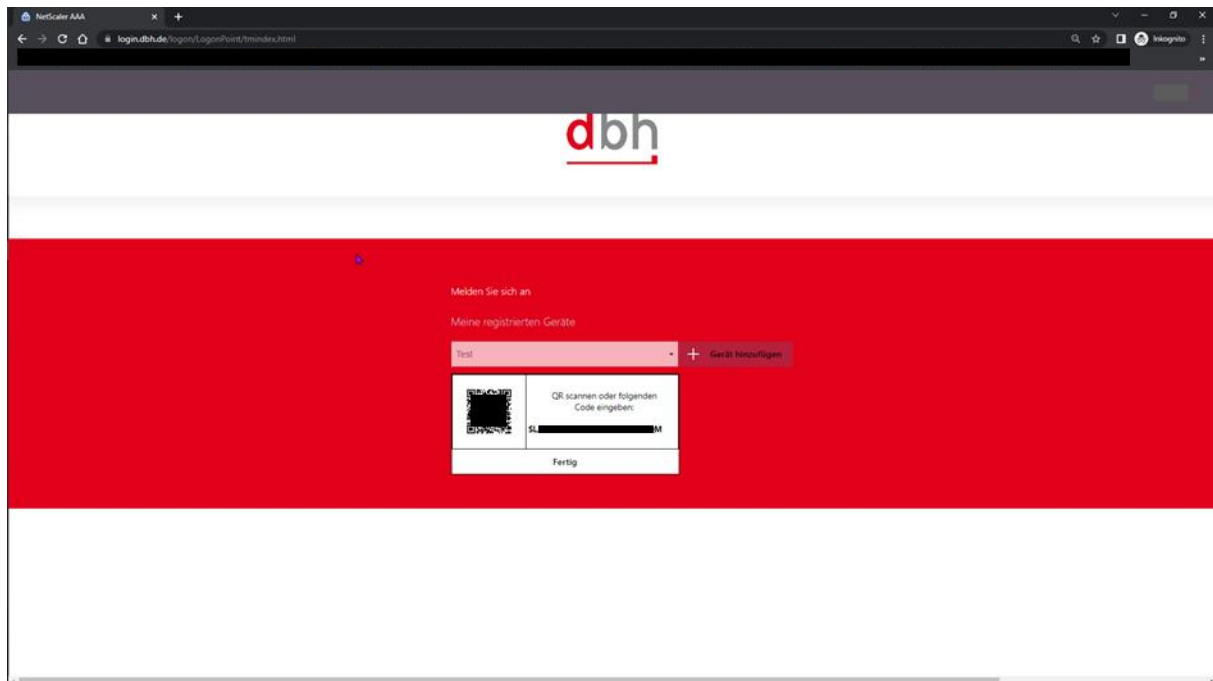 NetScaler AAA
login.dbh.de/logon/LogonPoint/tmindex.html
Inkognito
dbh
Melden Sie sich an
Meine registrierten Geräte
Test
Gerät hinzufügen
QR scannen oder folgenden
Code eingeben:
SL
M
Fertig